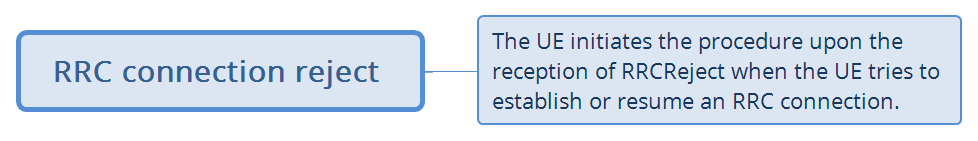 RRC connection reject
The UE initiates the procedure upon the
reception of RRCReject when the UE tries to
establish or resume an RRC connection.